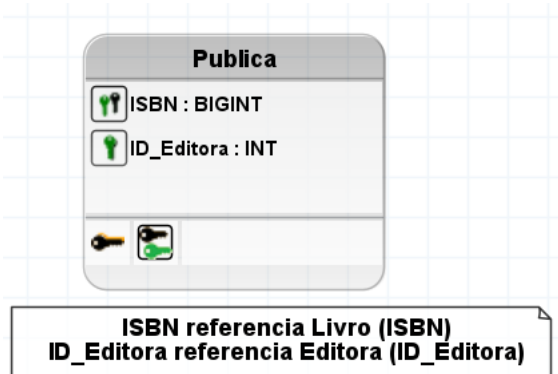 Publica
ISBN : BIGINT
ID_Editora : INT
ISBN referencia Livro (ISBN)
ID_Editora referencia Editora (ID_Editora)